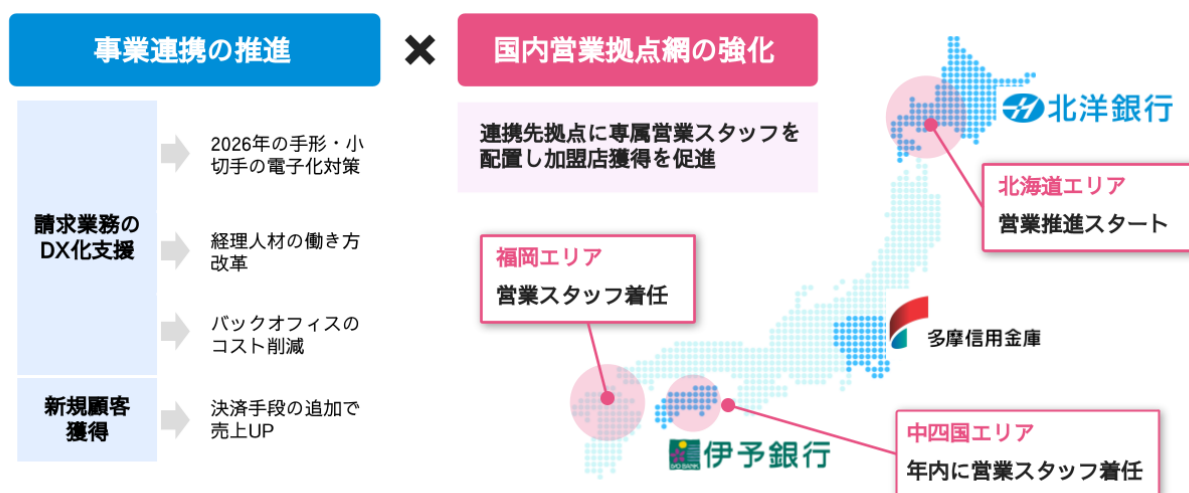 事業連携の推進
×
国内営業拠点網の強化
請求業務の
DX化支援
2026年の手形・小
切手の電子化対策
経理人材の働き方
改革
バックオフィスの
コスト削減
新規顧客
獲得
決済手段の追加で
売上UP
連携先拠点に専属営業スタッフを
配置し加盟店獲得を促進
北洋銀行
北海道エリア
営業推進スタート
福岡エリア
営業スタッフ着任
多摩信用金庫
IYO BANK
伊予銀行
中四国エリア
年内に営業スタッフ着任